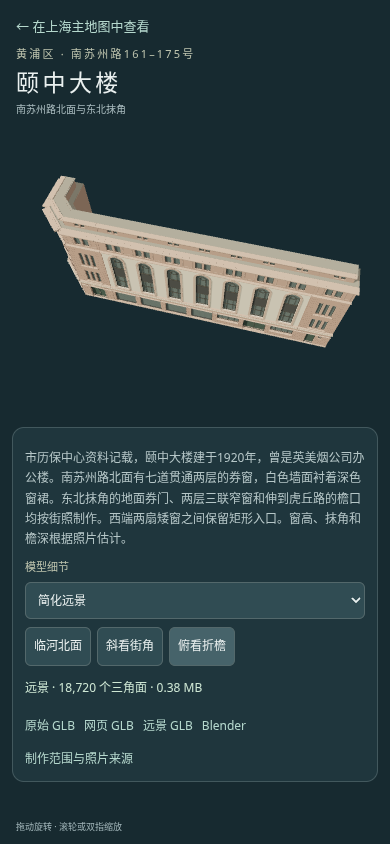 ← 在上海主地图中查看
黄浦区 · 南苏州路161–175号
颐中大楼
南苏州路北面与东北抹角
市历保中心资料记载，颐中大楼建于1920年，曾是英美烟公司办
公楼。南苏州路北面有七道贯通两层的券窗，白色墙面衬着深色
窗裙。东北抹角的地面券门、两层三联窄窗和伸到虎丘路的檐口
均按街照制作。西端两扇矮窗之间保留矩形入口。窗高、抹角和
檐深根据照片估计。
模型细节
简化远景
临河北面 斜看街角 俯看折檐
远景 · 18,720 个三角面 · 0.38 MB
原始 GLB 网页 GLB 远景 GLB Blender
制作范围与照片来源
拖动旋转 · 滚轮或双指缩放